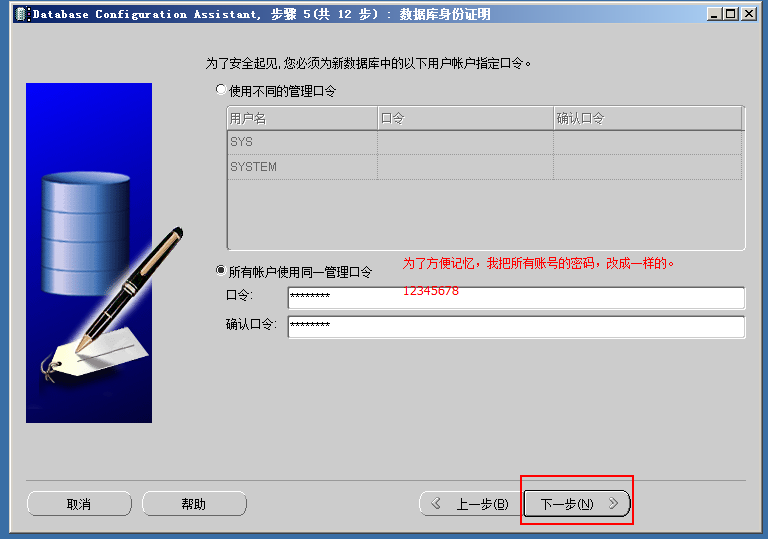 Database Configuration Assistant, 步骤 5(共 12 步) : 数据库身份证明
为了安全起见,您必须为新数据库中的以下用户帐户指定口令。
使用不同的管理口令
用户名 口令 确认口令
SYS
SYSTEM
所有帐户使用同一管理口令 为了方便记忆，我把所有账号的密码，改成一样的。
口令: ******** 12345678
确认口令: ********
取消 帮助 上一步(B) 下一步(N)